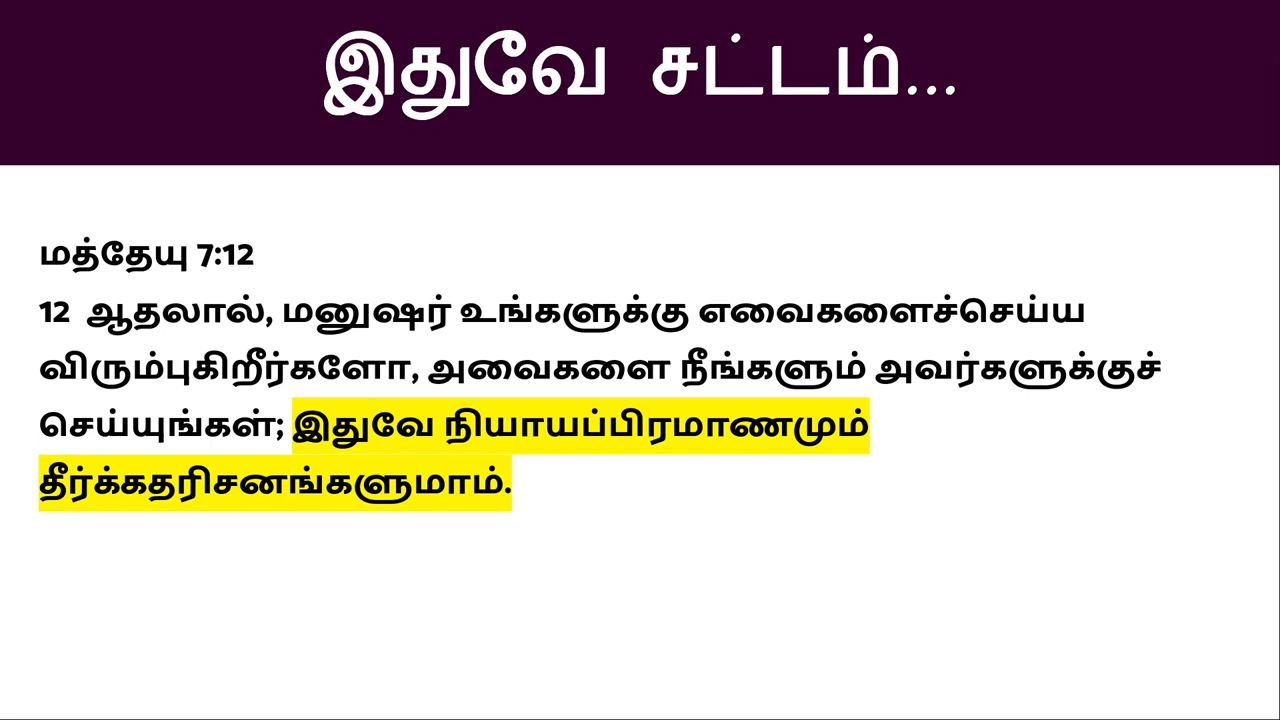 இதுவே சட்டம்...
மத்தேயு 7:12
12 ஆதலால், மனுஷர் உங்களுக்கு எவைகளைச்செய்ய
விரும்புகிறீர்களோ, அவைகளை நீங்களும் அவர்களுக்குச்
செய்யுங்கள்; இதுவே நியாயப்பிரமாணமும்
தீர்க்கதரிசனங்களுமாம்.